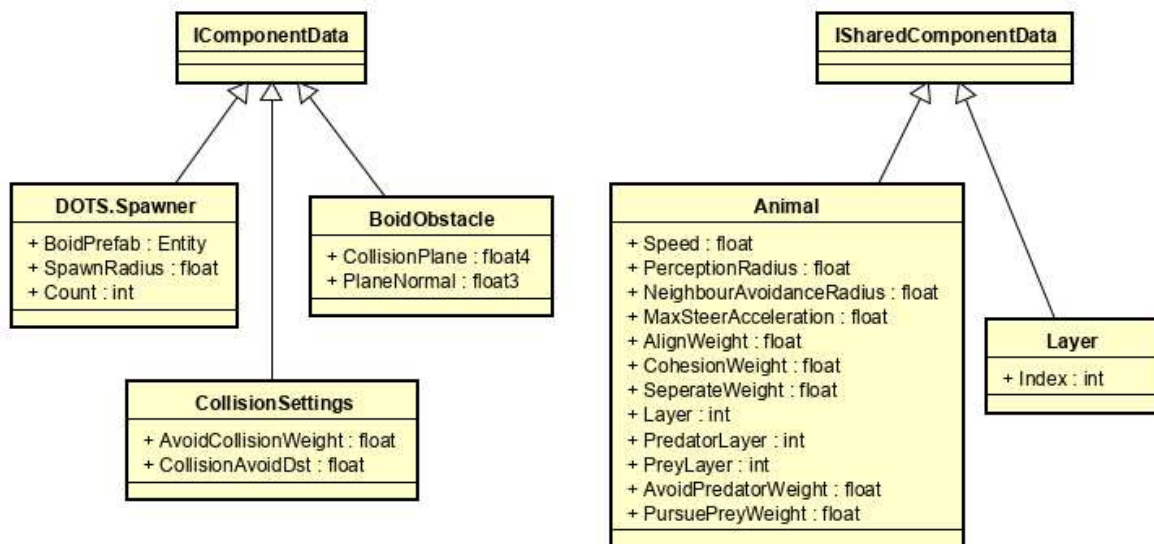 IComponentData
ISharedComponentData
DOTS.Spawner
+ BoidPrefab : Entity
+ SpawnRadius : float
+ Count : int
BoidObstacle
+ CollisionPlane : float4
+ PlaneNormal : float3
CollisionSettings
+ AvoidCollisionWeight : float
+ CollisionAvoidDst : float
Animal
+ Speed : float
+ PerceptionRadius : float
+ NeighbourAvoidanceRadius : float
+ MaxSteerAcceleration : float
+ AlignWeight : float
+ CohesionWeight : float
+ SeperateWeight : float
+ Layer : int
+ PredatorLayer : int
+ PreyLayer : int
+ AvoidPredatorWeight : float
+ PursuePreyWeight : float
Layer
+ Index : int